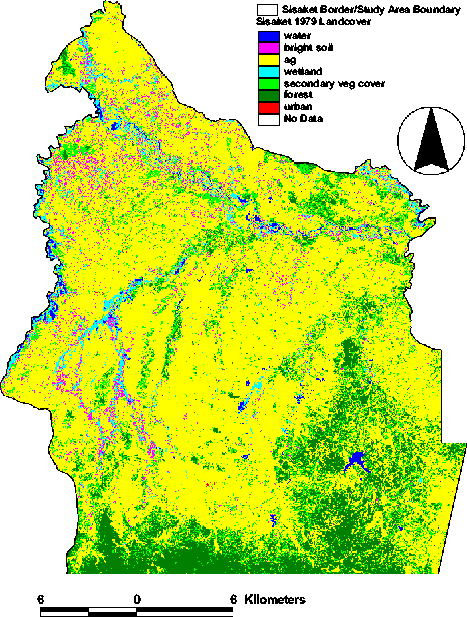 Sisaket Border/Study Area Boundary
Sisaket 1979 Landcover
water
bright soil
ag
wetland
secondary veg cover
forest
urban
No Data
6 0 6 Kilometers